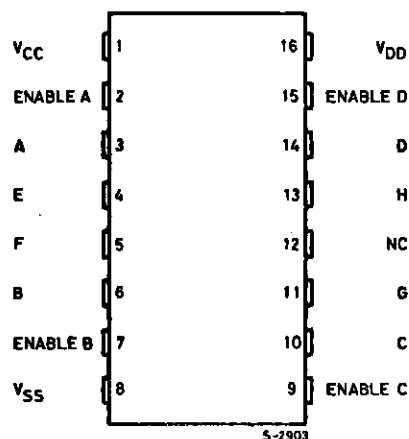 VCC 1 16 VDD
ENABLE A 2 15 ENABLE D
A 3 14 D
E 4 13 H
F 5 12 NC
B 6 11 G
ENABLE B 7 10 C
VSS 8 9 ENABLE C
S-2903